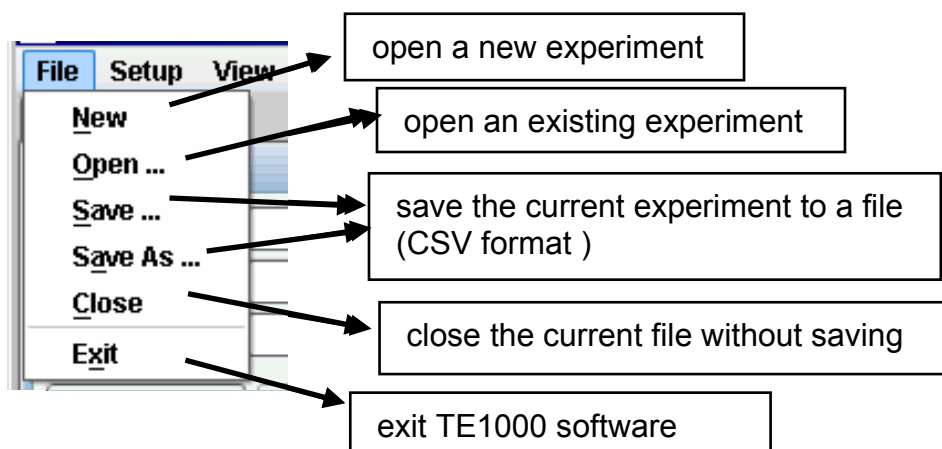 File Setup View
New
Open ...
Save ...
Save As ...
Close
Exit
open a new experiment
open an existing experiment
save the current experiment to a file
(CSV format )
close the current file without saving
exit TE1000 software